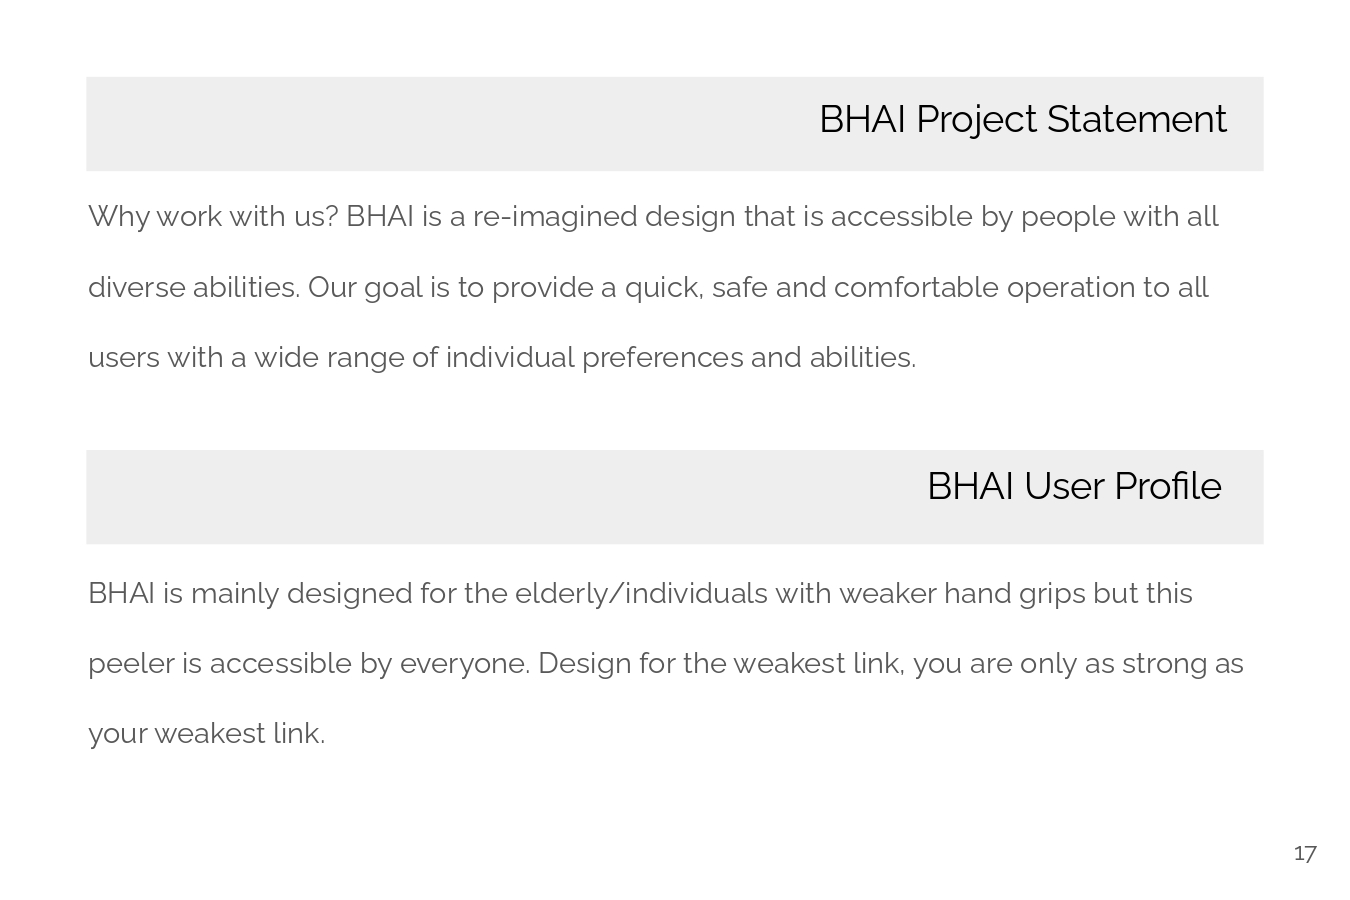 BHAI Project Statement
Why work with us? BHAI is a re-imagined design that is accessible by people with all
diverse abilities. Our goal is to provide a quick, safe and comfortable operation to all
users with a wide range of individual preferences and abilities.
BHAI User Profile
BHAI is mainly designed for the elderly/individuals with weaker hand grips but this
peeler is accessible by everyone. Design for the weakest link, you are only as strong as
your weakest link.
17